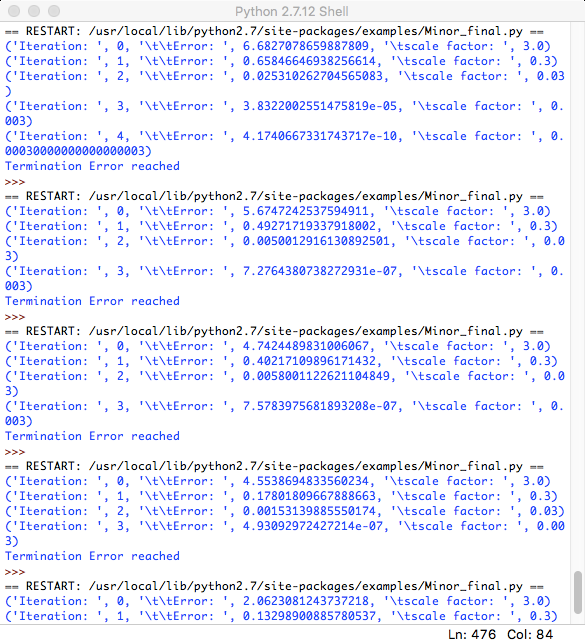 Python 2.7.12 Shell
== RESTART: /usr/local/lib/python2.7/site-packages/examples/Minor_final.py ==
('Iteration: ', 0, '\t\tError: ', 6.6827078659887809, '\tscale factor: ', 3.0)
('Iteration: ', 1, '\t\tError: ', 0.65846646938256614, '\tscale factor: ', 0.3)
('Iteration: ', 2, '\t\tError: ', 0.025310262704565083, '\tscale factor: ', 0.03
)
('Iteration: ', 3, '\t\tError: ', 3.8322002551475819e-05, '\tscale factor: ', 0.
003)
('Iteration: ', 4, '\t\tError: ', 4.1740667331743717e-10, '\tscale factor: ', 0.
00030000000000000003)
Termination Error reached
>>>
== RESTART: /usr/local/lib/python2.7/site-packages/examples/Minor_final.py ==
('Iteration: ', 0, '\t\tError: ', 5.6747242537594911, '\tscale factor: ', 3.0)
('Iteration: ', 1, '\t\tError: ', 0.49271719337918002, '\tscale factor: ', 0.3)
('Iteration: ', 2, '\t\tError: ', 0.0050012916130892501, '\tscale factor: ', 0.0
3)
('Iteration: ', 3, '\t\tError: ', 7.2764380738272931e-07, '\tscale factor: ', 0.
003)
Termination Error reached
>>>
== RESTART: /usr/local/lib/python2.7/site-packages/examples/Minor_final.py ==
('Iteration: ', 0, '\t\tError: ', 4.7424489831006067, '\tscale factor: ', 3.0)
('Iteration: ', 1, '\t\tError: ', 0.40217109896171432, '\tscale factor: ', 0.3)
('Iteration: ', 2, '\t\tError: ', 0.0058001122621104849, '\tscale factor: ', 0.0
3)
('Iteration: ', 3, '\t\tError: ', 7.5783975681893208e-07, '\tscale factor: ', 0.
003)
Termination Error reached
>>>
== RESTART: /usr/local/lib/python2.7/site-packages/examples/Minor_final.py ==
('Iteration: ', 0, '\t\tError: ', 4.5538694833560234, '\tscale factor: ', 3.0)
('Iteration: ', 1, '\t\tError: ', 0.17801809667888663, '\tscale factor: ', 0.3)
('Iteration: ', 2, '\t\tError: ', 0.00153139885550174, '\tscale factor: ', 0.03)
('Iteration: ', 3, '\t\tError: ', 4.93092972427214e-07, '\tscale factor: ', 0.00
3)
Termination Error reached
>>>
== RESTART: /usr/local/lib/python2.7/site-packages/examples/Minor_final.py ==
('Iteration: ', 0, '\t\tError: ', 2.0623081243737218, '\tscale factor: ', 3.0)
('Iteration: ', 1, '\t\tError: ', 0.13298900885780537, '\tscale factor: ', 0.3)
Ln: 476 Col: 84